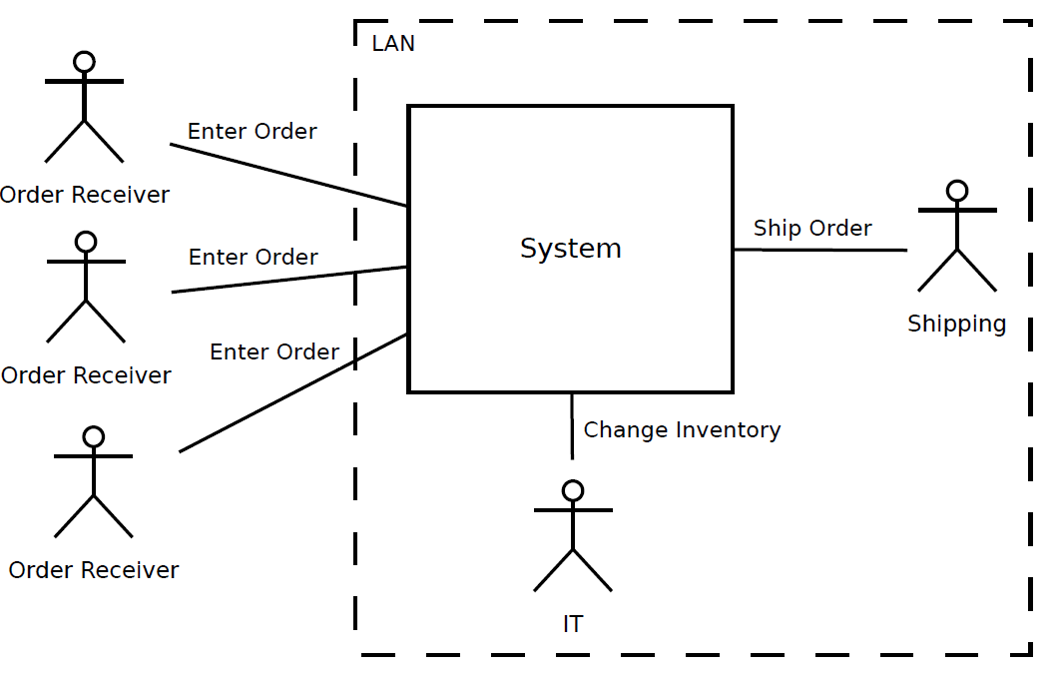 LAN
Enter Order
Order Receiver
Enter Order
Order Receiver
Enter Order
Order Receiver
System
Ship Order
Shipping
Change Inventory
IT